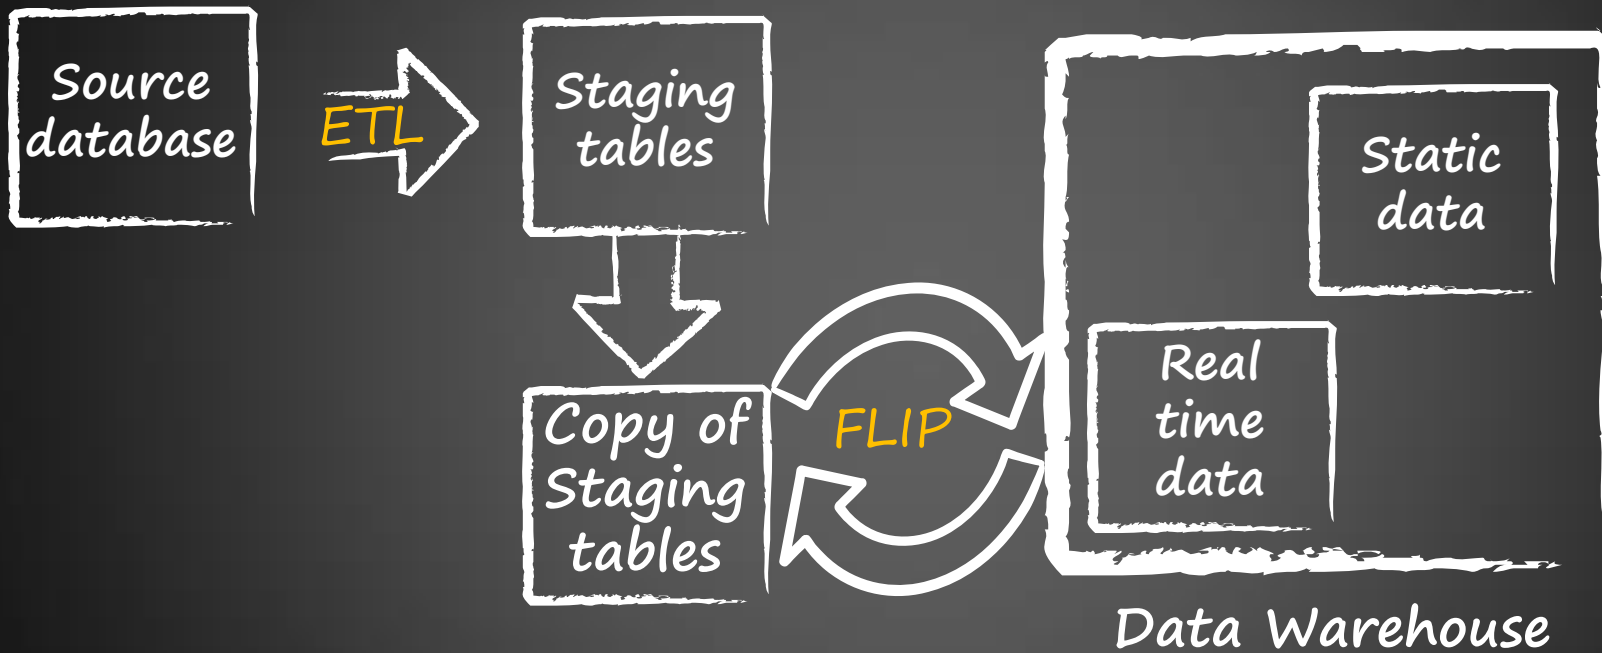 Source
database
ETL
Staging
tables
Static
data
Copy of
Staging
tables
FLIP
Real
time
data
Data Warehouse